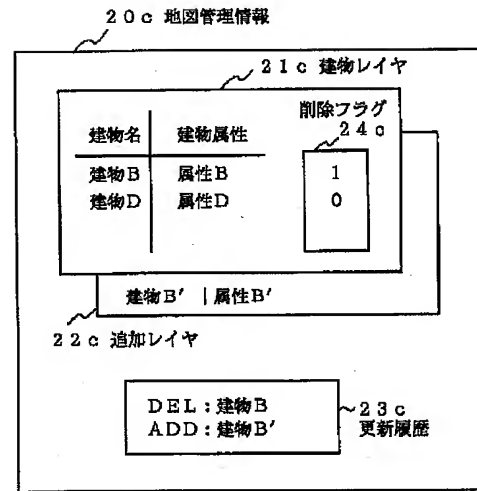 20c 地図管理情報
21c 建物レイヤ
削除フラグ
24c
建物名 建物属性
建物B 属性B 1
建物D 属性D 0
建物B′ | 属性B′
22c 追加レイヤ
DEL:建物B
ADD:建物B′
23c
更新履歴